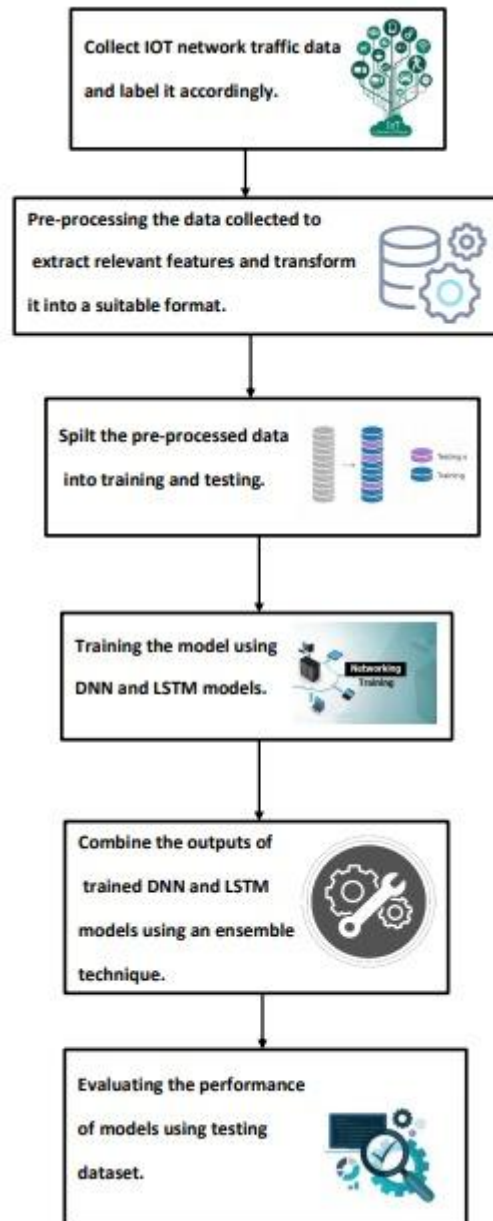 Collect IOT network traffic data
and label it accordingly.
IoT
Pre-processing the data collected to
extract relevant features and transform
it into a suitable format.
Spilt the pre-processed data
into training and testing.
Testing s
Training
Training the model using
DNN and LSTM models.
Networking
Training
Combine the outputs of
trained DNN and LSTM
models using an ensemble
technique.
Evaluating the performance
of models using testing
dataset.